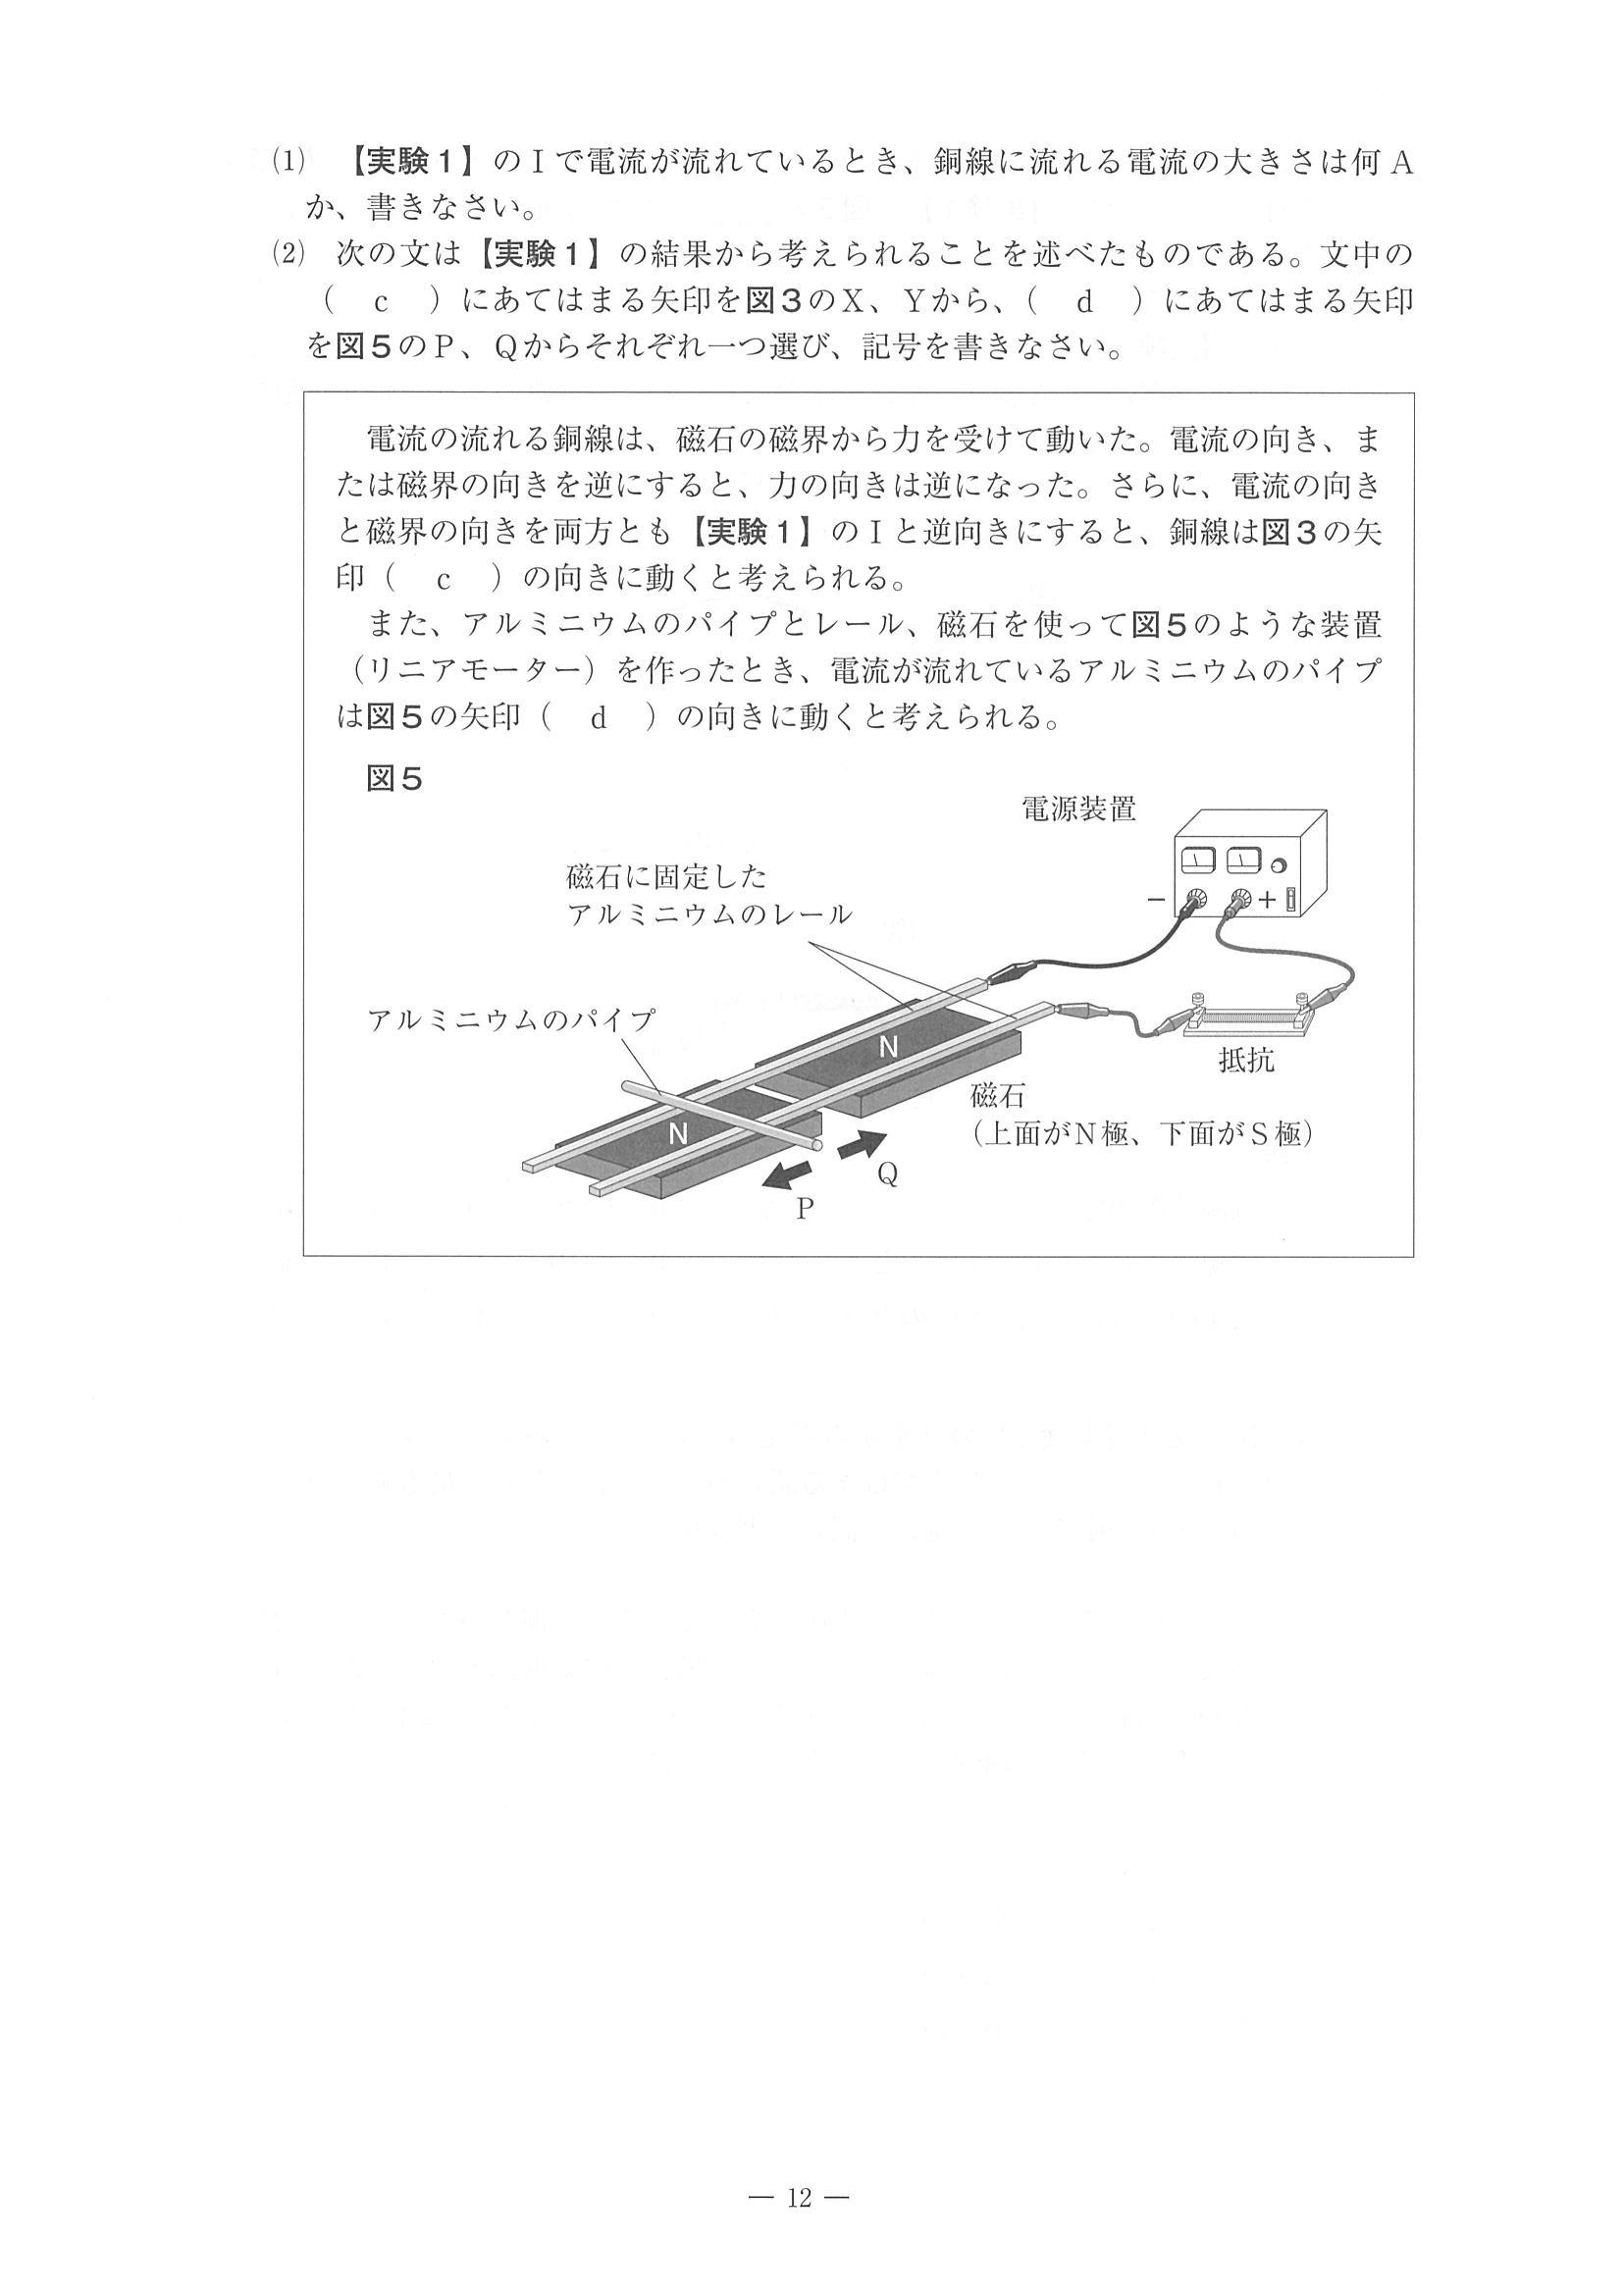 ⑴　【実験１】のⅠで電流が流れているとき、銅線に流れる電流の大きさは何Ａ
か、書きなさい。
⑵　次の文は【実験１】の結果から考えられることを述べたものである。文中の
（　ｃ　）にあてはまる矢印を図３のＸ、Ｙから、（　ｄ　）にあてはまる矢印
を図５のＰ、Ｑからそれぞれ一つ選び、記号を書きなさい。
電流の流れる銅線は、磁石の磁界から力を受けて動いた。電流の向き、ま
たは磁界の向きを逆にすると、力の向きは逆になった。さらに、電流の向き
と磁界の向きを両方とも【実験１】のⅠと逆向きにすると、銅線は図３の矢
印（　ｃ　）の向きに動くと考えられる。
また、アルミニウムのパイプとレール、磁石を使って図５のような装置
（リニアモーター）を作ったとき、電流が流れているアルミニウムのパイプ
は図５の矢印（　ｄ　）の向きに動くと考えられる。
図５
電源装置
磁石に固定した
アルミニウムのレール
－
＋
アルミニウムのパイプ
N
抵抗
磁石
（上面がＮ極、下面がＳ極）
N
Q
P
― 12 ―